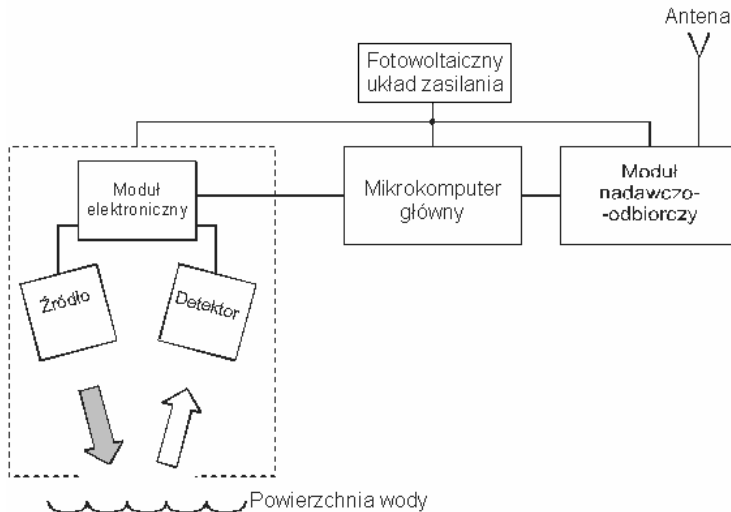 Antena
Fotowoltaiczny
układ zasilania
Moduł
elektroniczny
Mikrokomputer
główny
Moduł
nadawczo-
-odbiorczy
Źródło
Detektor
Powierzchnia wody